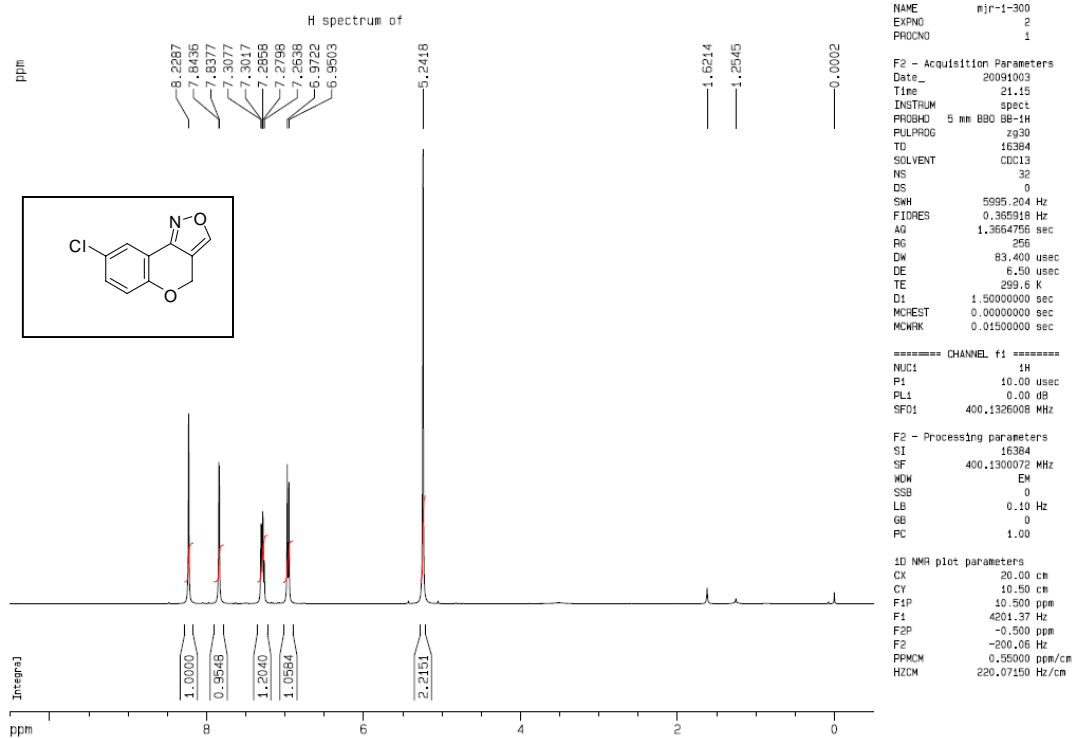 H spectrum of
ppm
8.2287
7.8436
7.8377
7.3077
7.3017
7.2858
7.2798
7.2638
6.9722
6.9503
5.2418
1.6214
1.2545
0.0002
N
O
Cl
O
Integral
1.0000
0.9548
1.2040
1.0584
2.2151
ppm
8
6
4
2
0
NAME mjr-1-300
EXPNO 2
PROCNO 1
F2 - Acquisition Parameters
Date_ 20091003
Time 21.15
INSTRUM spect
PROBHD 5 mm BBO BB-1H
PULPROG zg30
TD 16384
SOLVENT CDCl3
NS 32
DS 0
SWH 5995.204 Hz
FIDRES 0.365918 Hz
AQ 1.3664756 sec
RG 256
DW 83.400 usec
DE 6.50 usec
TE 299.6 K
D1 1.50000000 sec
MCREST 0.00000000 sec
MCWRK 0.01500000 sec
======== CHANNEL f1 ========
NUC1 1H
P1 10.00 usec
PL1 0.00 dB
SFO1 400.1326008 MHz
F2 - Processing parameters
SI 16384
SF 400.1300072 MHz
WDW EM
SSB 0
LB 0.10 Hz
GB 0
PC 1.00
1D NMR plot parameters
CX 20.00 cm
CY 10.50 cm
F1P 10.500 ppm
F1 4201.37 Hz
F2P -0.500 ppm
F2 -200.06 Hz
PPMCM 0.55000 ppm/cm
HZCM 220.07150 Hz/cm